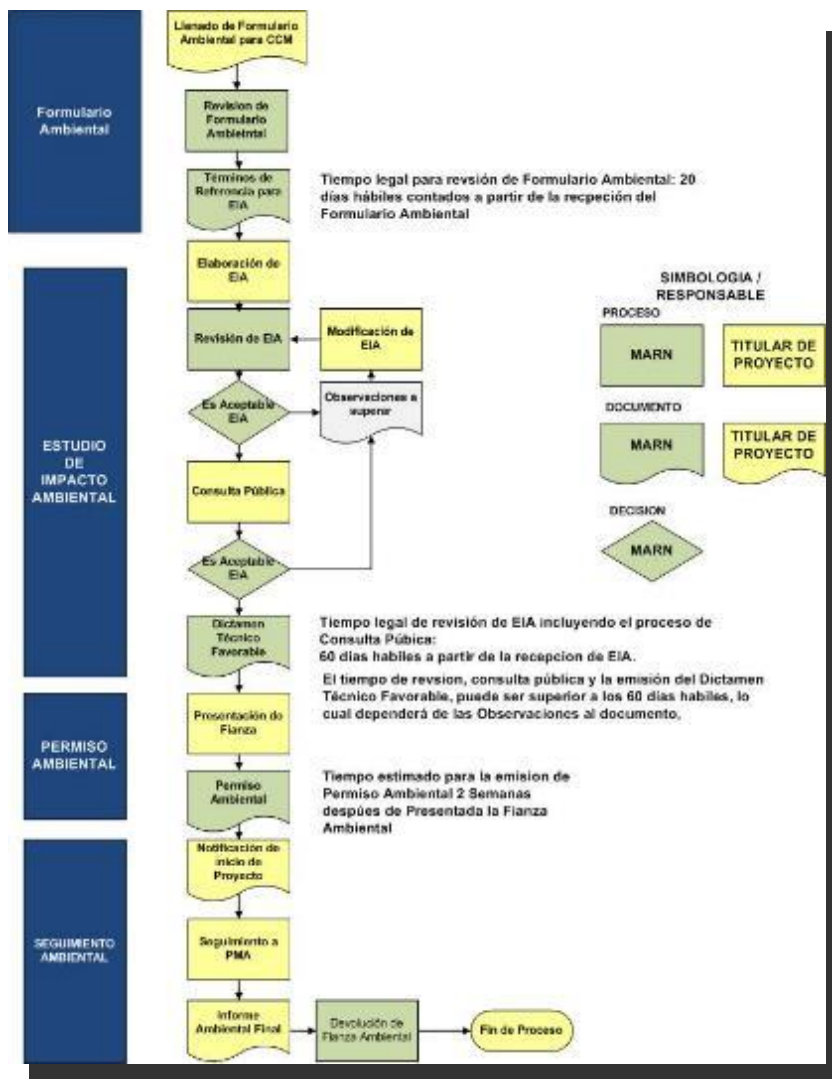 Llenado de Formulario
Ambiental para CCM
Formulario
Ambiental
Revision de
Formulario
Ambietntal
Términos de
Referencia para
EIA
Tiempo legal para revsión de Formulario Ambiental: 20
días hábiles contados a partir de la recpeción del
Formulario Ambiental
Elaboración de
EIA
SIMBOLOGIA /
RESPONSABLE
PROCESO
MARN
TITULAR DE
PROYECTO
DOCUMENTO
MARN
TITULAR DE
PROYECTO
DECISION
MARN
ESTUDIO
DE
IMPACTO
AMBIENTAL
Revisión de EIA
Modificación de
EIA
Es Aceptable
EIA
Observaciones a
superar
Consulta Pública
Es Aceptable
EIA
Dictamen
Técnico
Favorable
Tiempo legal de revisión de EIA incluyendo el proceso de
Consulta Púbica:
60 dias habiles a partir de la recepcion de EIA.
El tiempo de revsion, consulta pública y la emisión del Dictamen
Técnico Favorable, puede ser superior a los 60 días habiles, lo
cual dependerá de las Observaciones al documento,
PERMISO
AMBIENTAL
Presentación de
Fianza
Permiso
Ambiental
Tiempo estimado para la emision de
Permiso Ambiental 2 Semanas
despúes de Presentada la Fianza
Ambiental
SEGUIMIENTO
AMBIENTAL
Notificación de
inicio de
Proyecto
Seguimiento a
PMA
Informe
Ambiental Final
Devolución de
Fianza Ambiental
Fin de Proceso